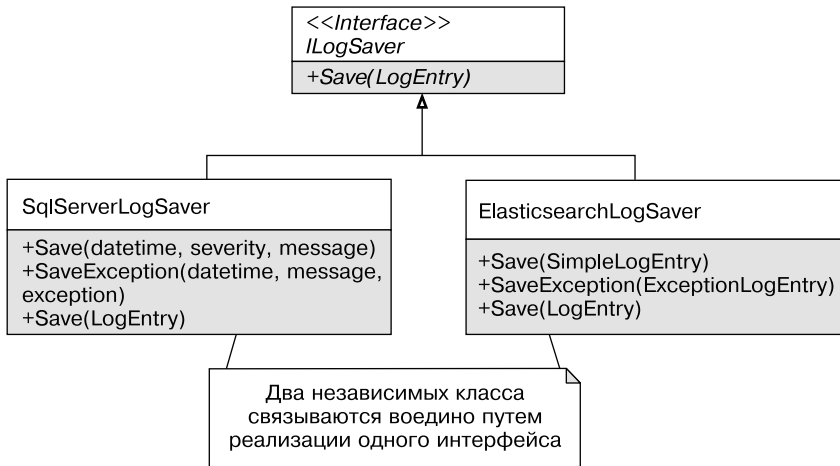 <<Interface>>
ILogSaver
+Save(LogEntry)
SqlServerLogSaver
+Save(datetime, severity, message)
+SaveException(datetime, message,
exception)
+Save(LogEntry)
ElasticsearchLogSaver
+Save(SimpleLogEntry)
+SaveException(ExceptionLogEntry)
+Save(LogEntry)
Два независимых класса
связываются воедино путем
реализации одного интерфейса